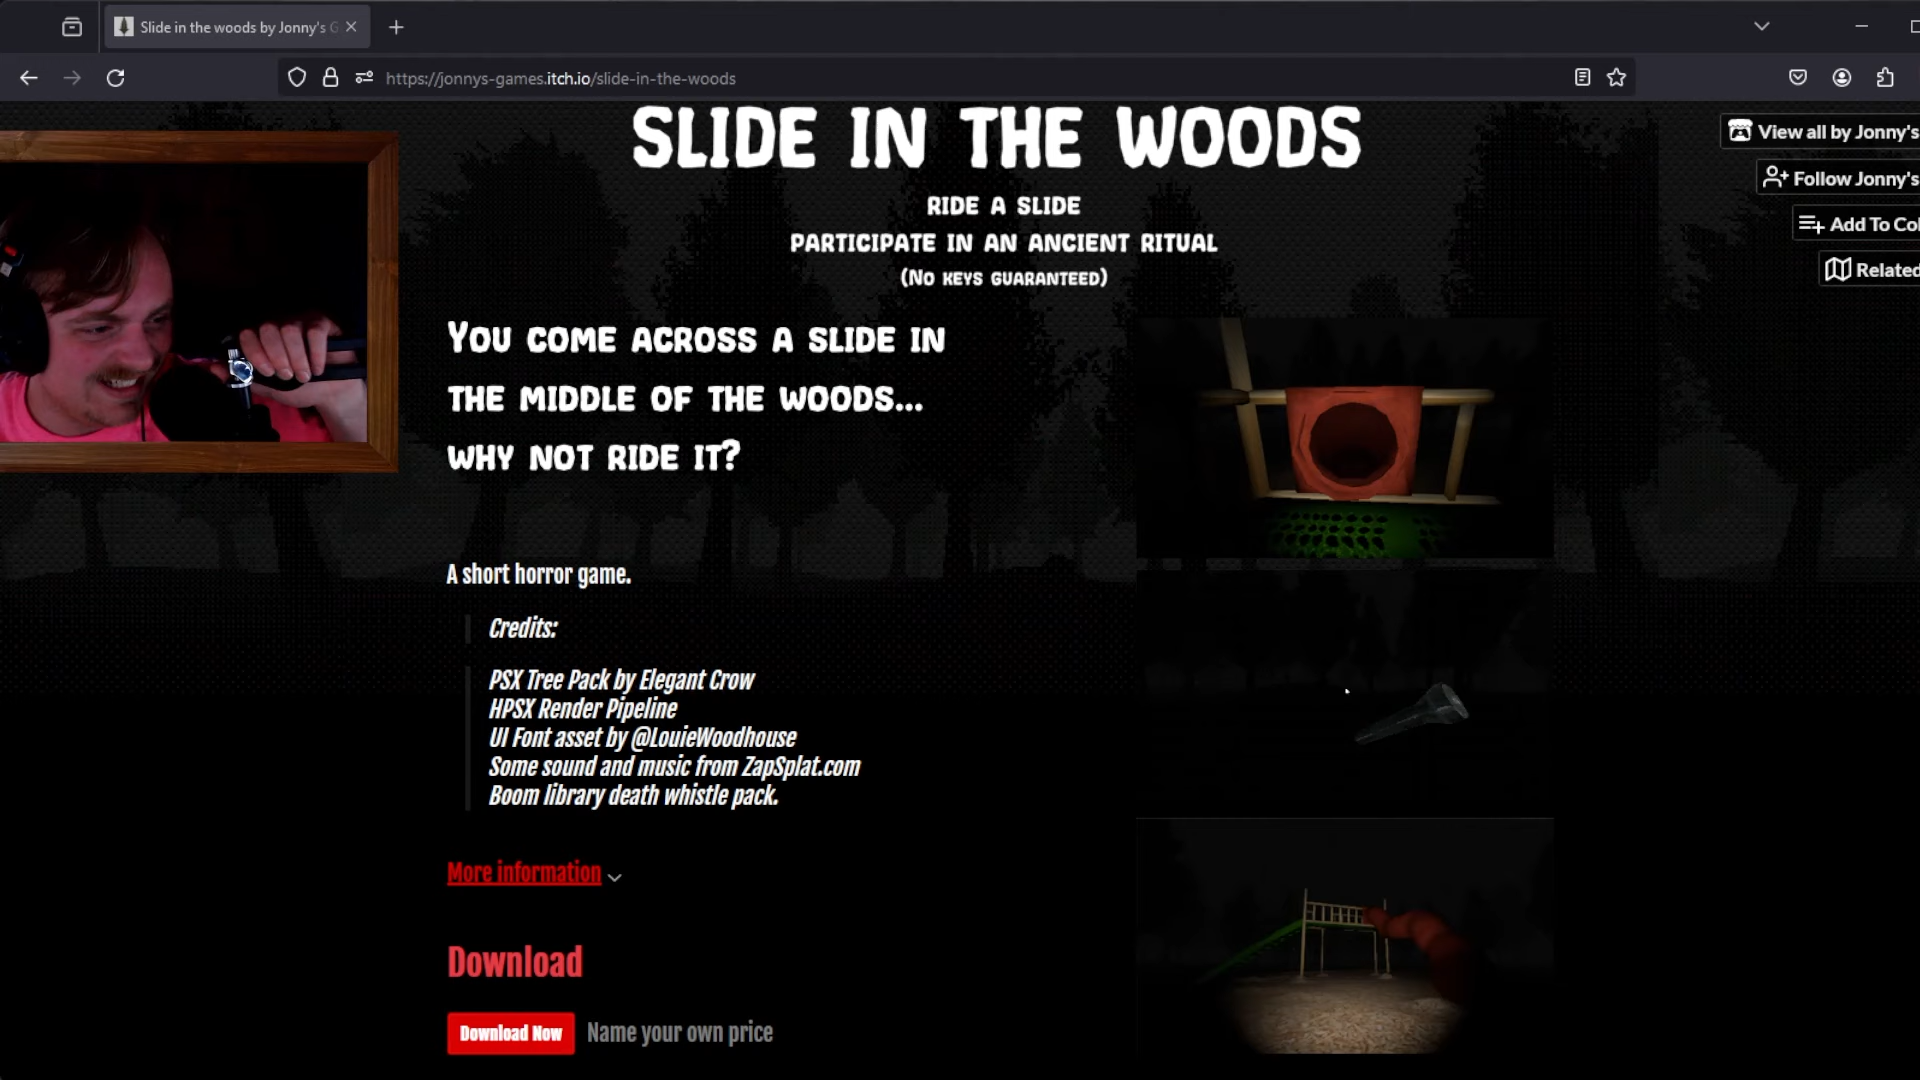 Slide in the woods by Jonny's G
https://jonnys-games.itch.io/slide-in-the-woods
SLIDE IN THE WOODS
RIDE A SLIDE
PARTICIPATE IN AN ANCIENT RITUAL
(NO KEYS GUARANTEED)
View all by Jonny's
Follow Jonny's
Add To Col
Related
YOU COME ACROSS A SLIDE IN
THE MIDDLE OF THE WOODS...
WHY NOT RIDE IT?
A short horror game.
Credits:
PSX Tree Pack by Elegant Crow
HPSX Render Pipeline
UI Font asset by @LouieWoodhouse
Some sound and music from ZapSplat.com
Boom library death whistle pack.
More information
Download
Download Now
Name your own price